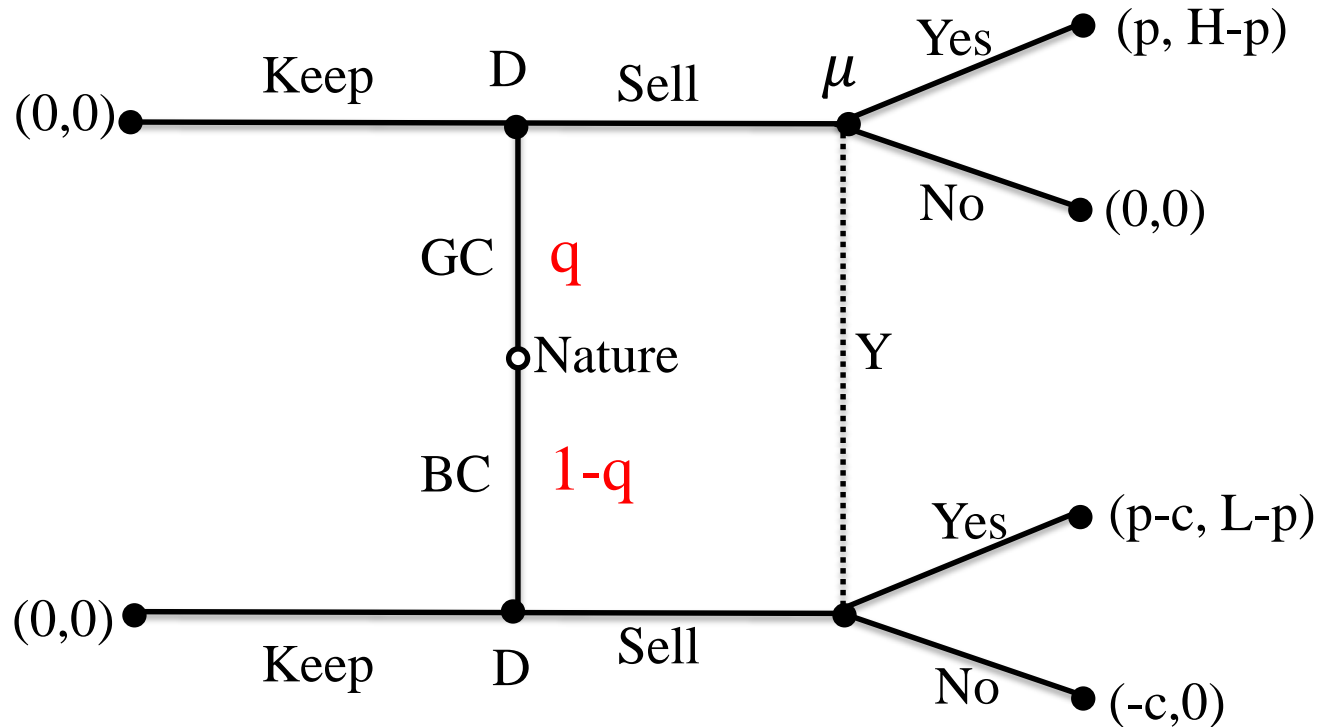 Yes
(p, H-p)
Keep
D
Sell
μ
(0,0)
No
(0,0)
GC
q
Nature
Y
BC
1-q
Yes
(p-c, L-p)
(0,0)
Keep
D
Sell
No
(-c,0)